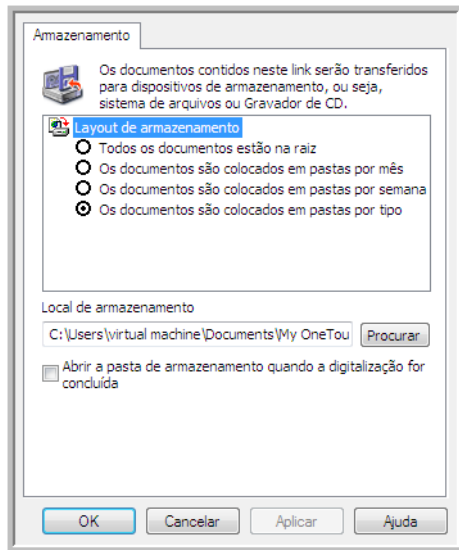 Armazenamento
Os documentos contidos neste link serão transferidos
para dispositivos de armazenamento, ou seja,
sistema de arquivos ou Gravador de CD.
Layout de armazenamento
Todos os documentos estão na raiz
Os documentos são colocados em pastas por mês
Os documentos são colocados em pastas por semana
Os documentos são colocados em pastas por tipo
Local de armazenamento
C:\Users\virtual machine\Documents\My OneTou Procurar
Abrir a pasta de armazenamento quando a digitalização for
concluída
OK Cancelar Aplicar Ajuda